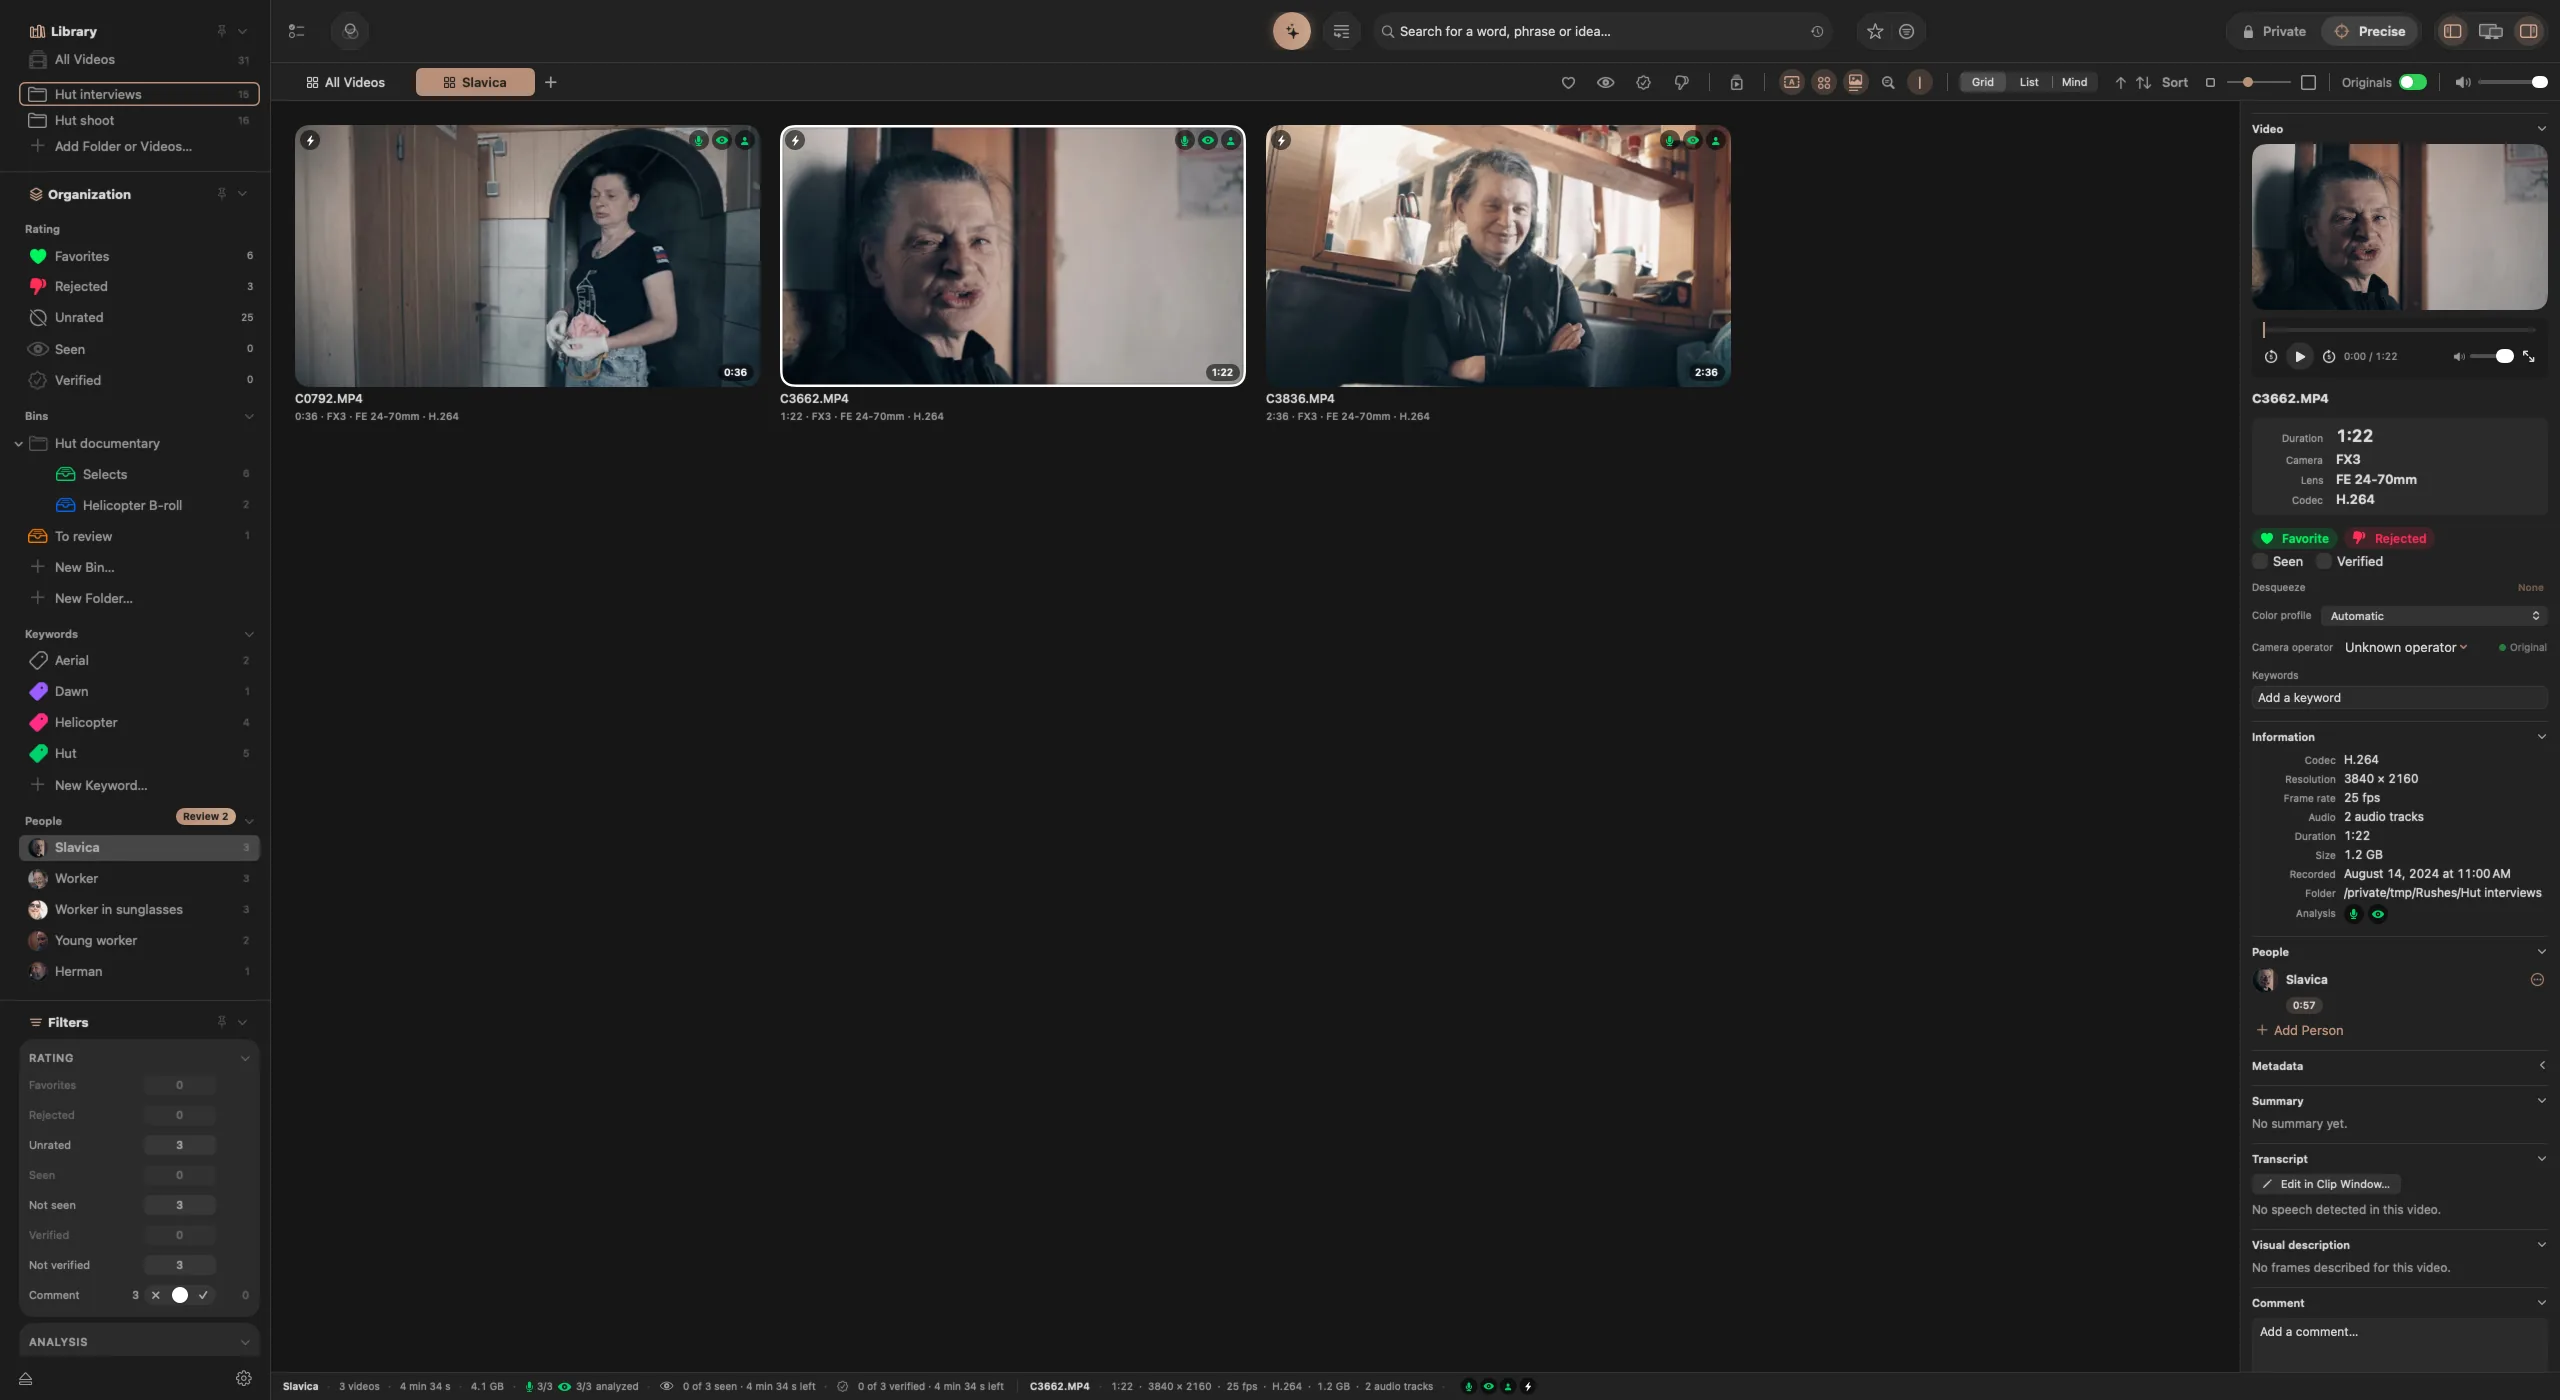 Library
All Videos 31
Hut interviews 15
Hut shoot 16
Add Folder or Videos...
Organization
Rating
Favorites 6
Rejected 3
Unrated 25
Seen 0
Verified 0
Bins
Hut documentary
Selects 6
Helicopter B-roll 2
To review 1
New Bin...
New Folder...
Keywords
Aerial 2
Dawn 1
Helicopter 4
Hut 5
New Keyword...
People Review 2
Slavica 3
Worker 3
Worker in sunglasses 3
Young worker 2
Herman 1
Filters
RATING
Favorites 0
Rejected 0
Unrated 3
Seen 0
Not seen 3
Verified 0
Not verified 3
Comment 3 0
ANALYSIS
Search for a word, phrase or idea...
Private Precise
All Videos Slavica
Grid List Mind Sort Originals
0:36
C0792.MP4
0:36 · FX3 · FE 24-70mm · H.264
1:22
C3662.MP4
1:22 · FX3 · FE 24-70mm · H.264
2:36
C3836.MP4
2:36 · FX3 · FE 24-70mm · H.264
Video
0:00 / 1:22
C3662.MP4
Duration 1:22
Camera FX3
Lens FE 24-70mm
Codec H.264
Favorite Rejected
Seen Verified
Desqueeze None
Color profile Automatic
Camera operator Unknown operator Original
Keywords
Add a keyword
Information
Codec H.264
Resolution 3840 × 2160
Frame rate 25 fps
Audio 2 audio tracks
Duration 1:22
Size 1.2 GB
Recorded August 14, 2024 at 11:00 AM
Folder /private/tmp/Rushes/Hut interviews
Analysis
People
Slavica
0:57
Add Person
Metadata
Summary
No summary yet.
Transcript
Edit in Clip Window...
No speech detected in this video.
Visual description
No frames described for this video.
Comment
Add a comment...
Slavica 3 videos · 4 min 34 s · 4.1 GB · 3/3 3/3 analyzed · 0 of 3 seen · 4 min 34 s left · 0 of 3 verified · 4 min 34 s left C3662.MP4 · 1:22 · 3840 × 2160 · 25 fps · H.264 · 1.2 GB · 2 audio tracks